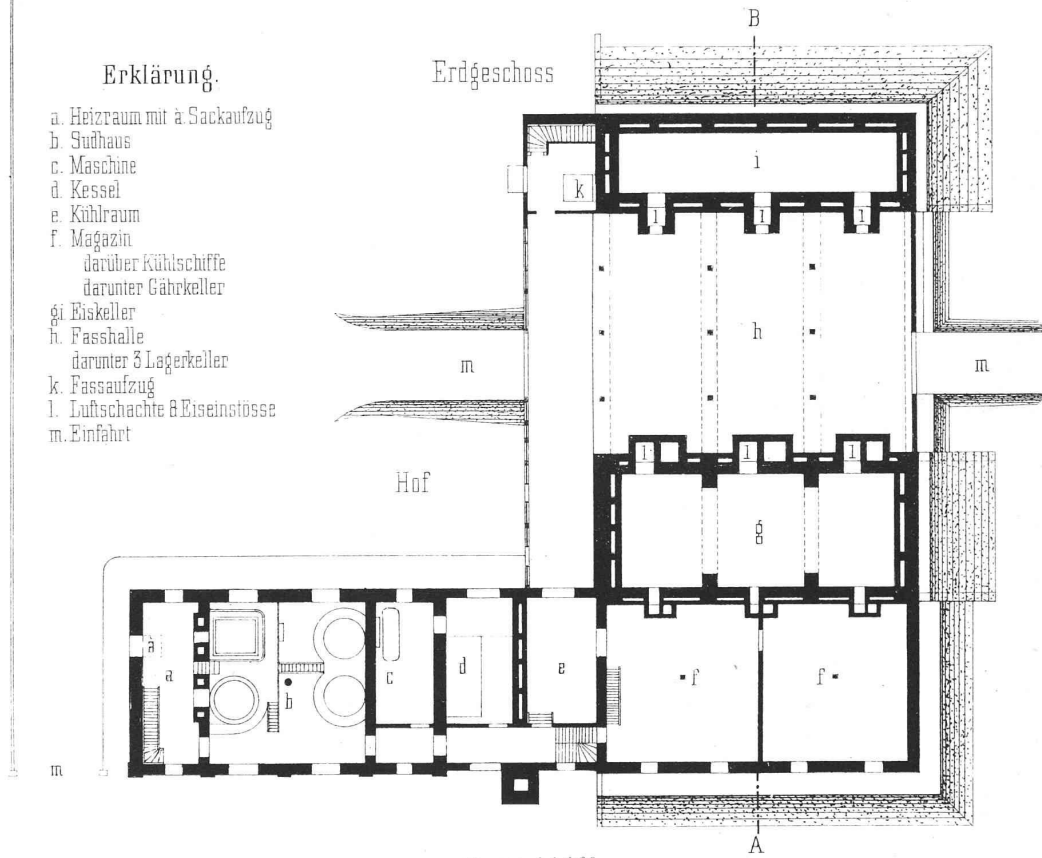 B
Erklärung.
Erdgeschoss
a. Heizraum mit à Sackaufzug
b. Sudhaus
c. Maschine
d. Kessel
e. Kühlraum
f. Magazin
darüber Kühlschiffe
darunter Gährkeller
g.i. Eiskeller
h. Fasshalle
darunter 3 Lagerkeller
k. Fassaufzug
l. Luftschachte & Eiseinstösse
m. Einfahrt
i
k
l l l
h
m m
l l l
Hof
g
à
a
b
c
d
e
f f
m
A